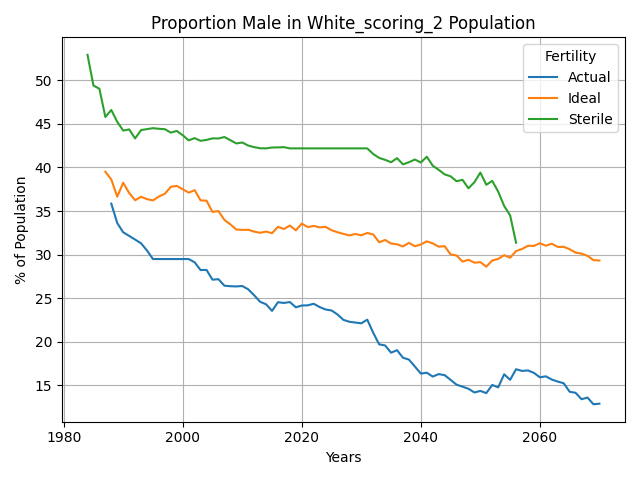 Proportion Male in White_scoring_2 Population
% of Population
50
45
40
35
30
25
20
15
Fertility
Actual
Ideal
Sterile
1980
2000
2020
2040
2060
Years